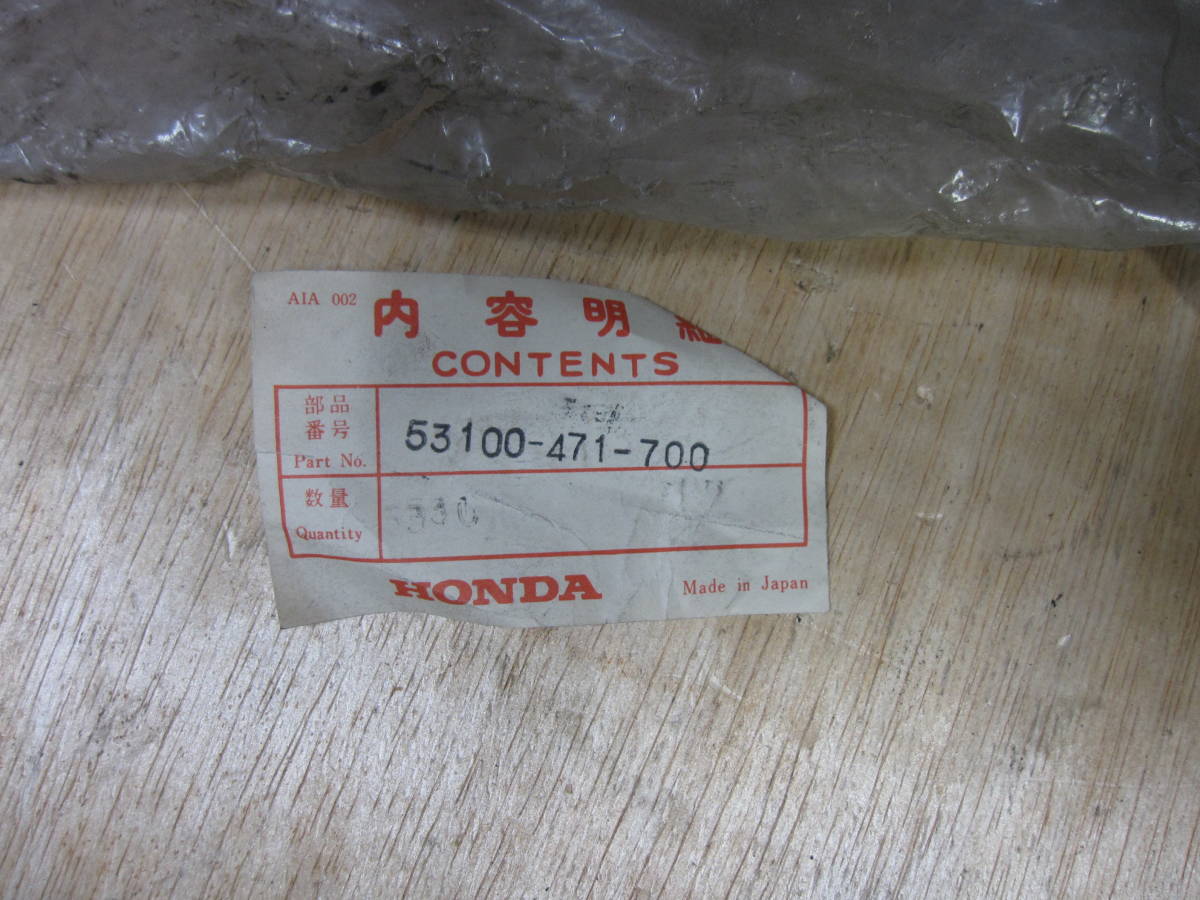 AIA 002
内容明細
CONTENTS
部品
番号
Part No.
53100-471-700
数量
Quantity
HONDA
Made in Japan